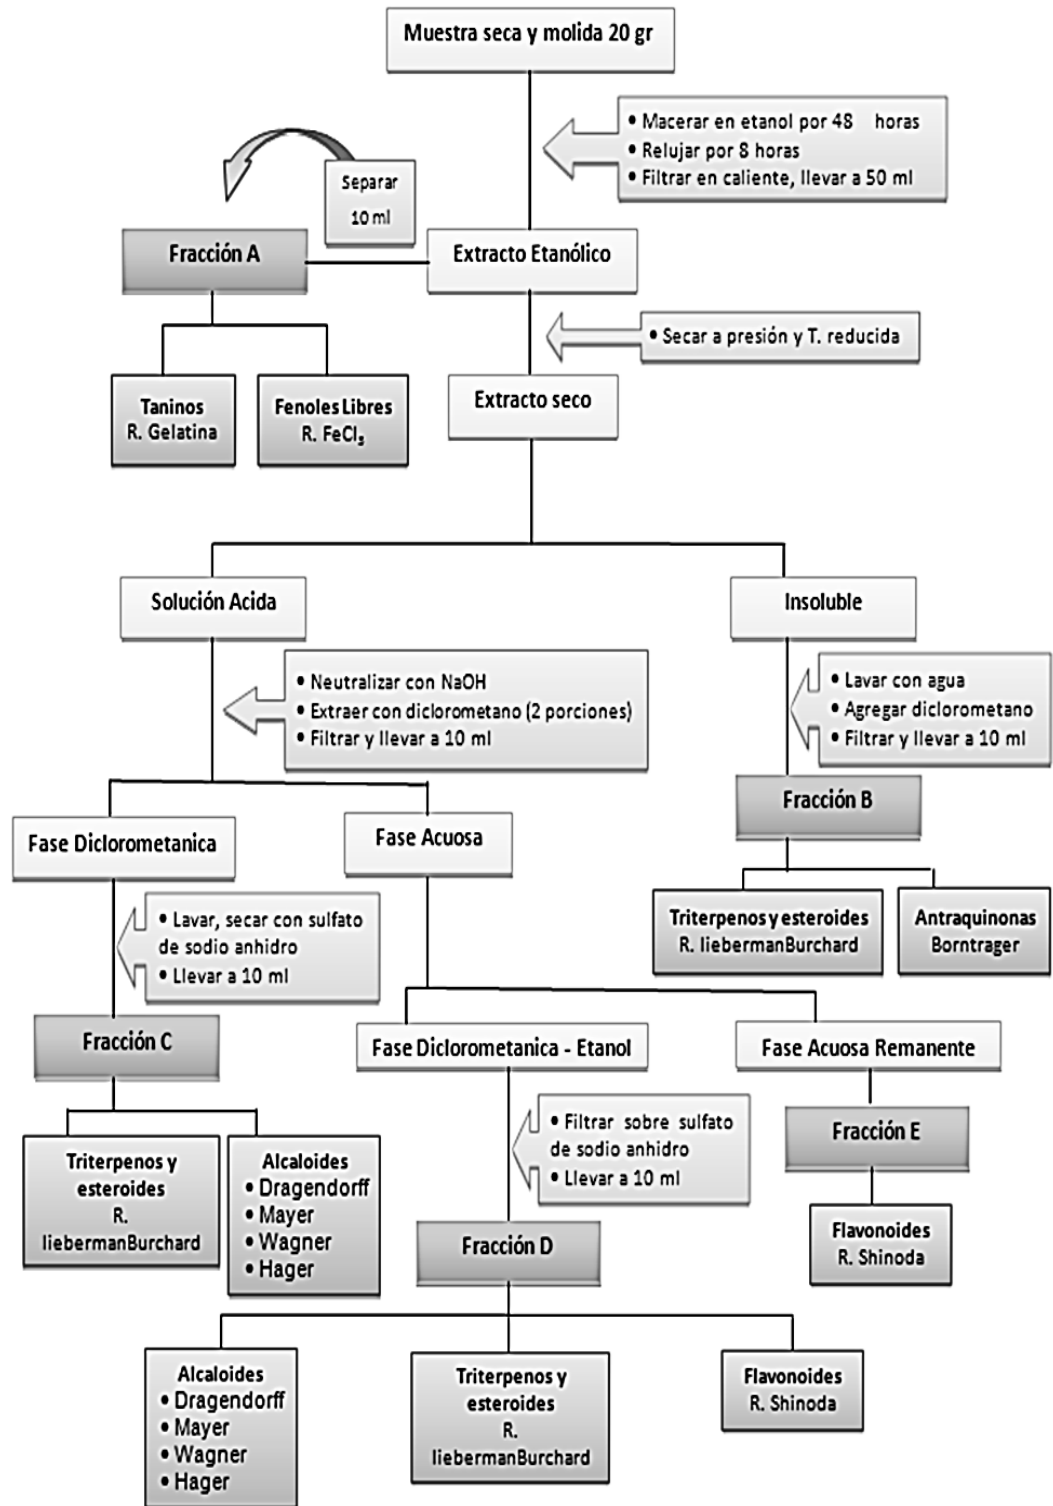 Muestra seca y molida 20 gr
• Macerar en etanol por 48 horas
• Relujar por 8 horas
• Filtrar en caliente, llevar a 50 ml
Separar
10 ml
Fracción A
Extracto Etanólico
• Secar a presión y T. reducida
Taninos
R. Gelatina
Fenoles Libres
R. FeCl₃
Extracto seco
Solución Acida
Insoluble
• Neutralizar con NaOH
• Extraer con diclorometano (2 porciones)
• Filtrar y llevar a 10 ml
• Lavar con agua
• Agregar diclorometano
• Filtrar y llevar a 10 ml
Fracción B
Fase Diclorometanica
Fase Acuosa
Triterpenos y esteroides
R. liebermanBurchard
Antraquinonas
Borntrager
• Lavar, secar con sulfato
de sodio anhidro
• Llevar a 10 ml
Fracción C
Fase Diclorometanica - Etanol
Fase Acuosa Remanente
Triterpenos y
esteroides
R.
liebermanBurchard
Alcaloides
• Dragendorff
• Mayer
• Wagner
• Hager
• Filtrar sobre sulfato
de sodio anhidro
• Llevar a 10 ml
Fracción E
Fracción D
Flavonoides
R. Shinoda
Alcaloides
• Dragendorff
• Mayer
• Wagner
• Hager
Triterpenos y
esteroides
R.
liebermanBurchard
Flavonoides
R. Shinoda